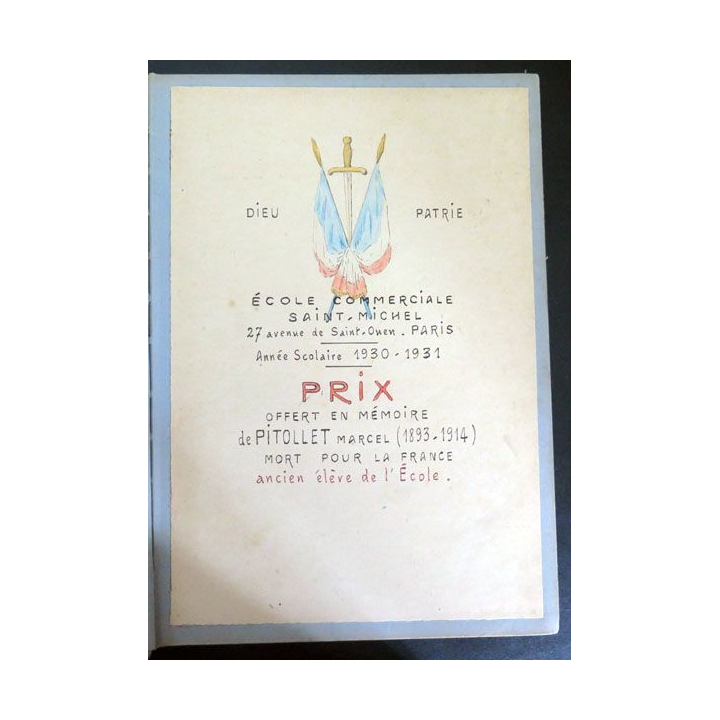 DIEU PATRIE
ÉCOLE COMMERCIALE
SAINT-MICHEL
27 avenue de Saint-Ouen. PARIS
Année Scolaire 1930-1931
PRIX
OFFERT EN MÉMOIRE
de PITOLLET MARCEL (1893-1914)
MORT POUR LA FRANCE
ancien élève de l'École.